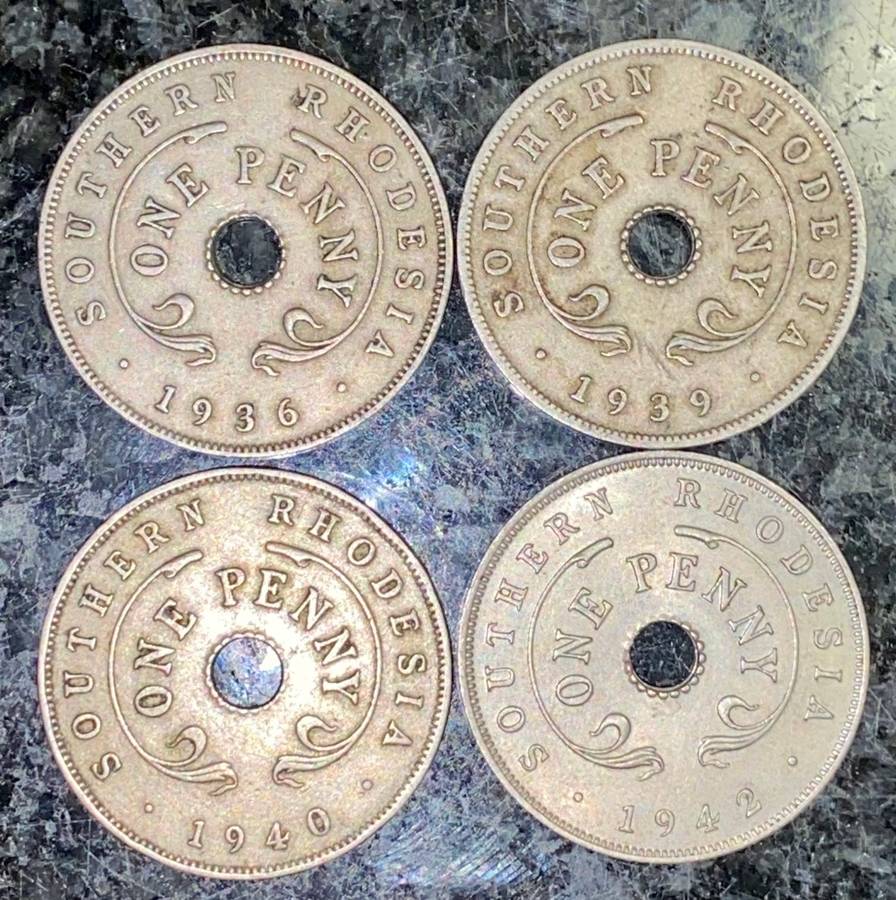 SOUTHERN RHODESIA
ONE PENNY
· 1936 ·
SOUTHERN RHODESIA
ONE PENNY
· 1939 ·
SOUTHERN RHODESIA
ONE PENNY
· 1940 ·
SOUTHERN RHODESIA
ONE PENNY
· 1942 ·